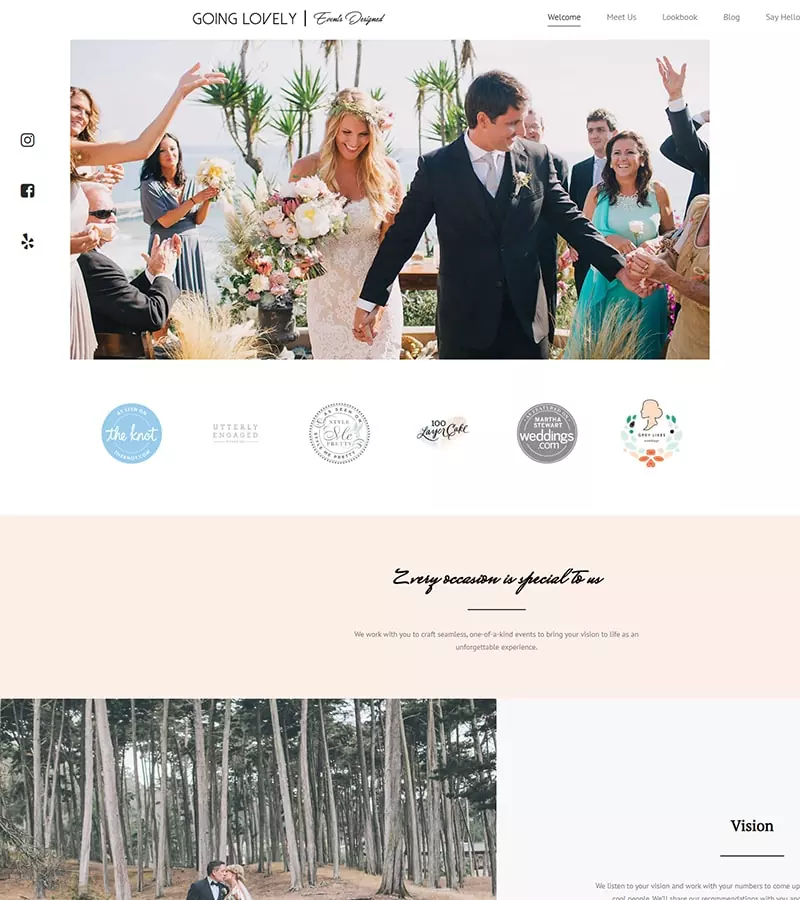 GOING LOVELY | Events Designed
Welcome Meet Us Lookbook Blog Say Hello
AS SEEN ON
the knot
THEKNOT.COM
UTTERLY
ENGAGED
AS SEEN ON
STYLE
Me
PRETTY
STYLE ME PRETTY
100
Layer Cake
AS FEATURED ON
MARTHA
STEWART
weddings
.com
GREY LIKES
weddings
Every occasion is special to us
We work with you to craft seamless, one-of-a-kind events to bring your vision to life as an
unforgettable experience.
Vision
We listen to your vision and work with your numbers to come up
cool people. We'll share our recommendations with you and